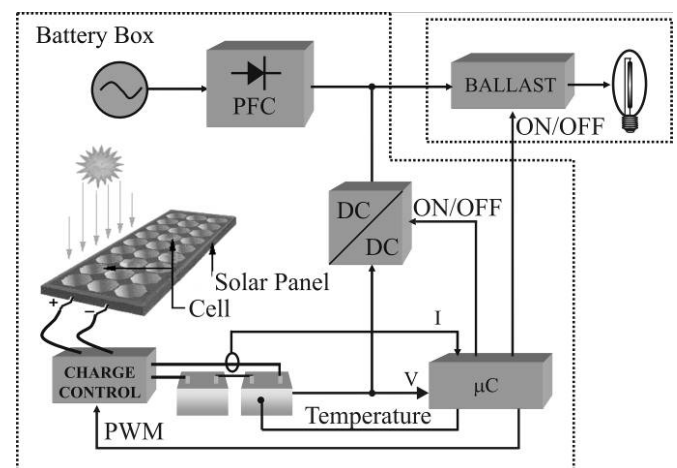 Battery Box
PFC
BALLAST
ON/OFF
DC
DC
ON/OFF
Solar Panel
Cell
+
−
I
CHARGE
CONTROL
V
μC
Temperature
PWM